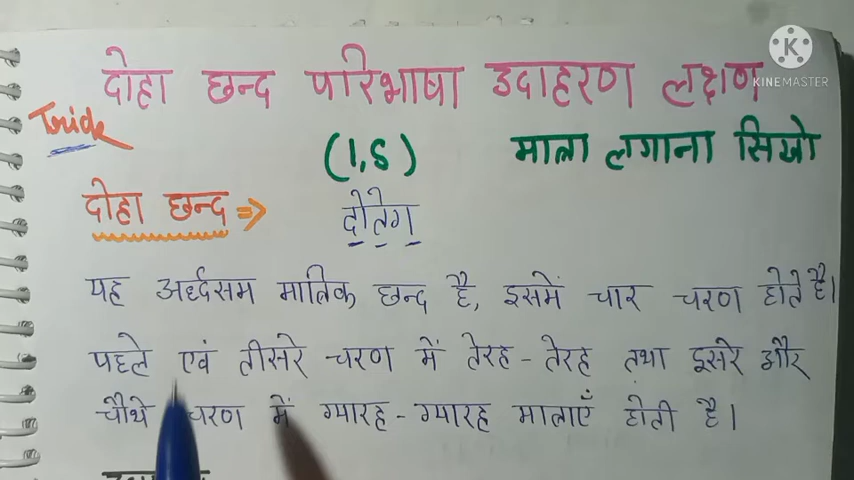 दोहा छन्द परिभाषा उदाहरण लक्षण
KINEMASTER
Trick
(I,S) माला लगाना सिखो
दोहा छन्द ⇒ दोतेग
यह अर्ध्दसम मात्रिक छन्द है, इसमें चार चरण होते है।
पहले एवं तीसरे चरण में तेरह - तेरह तथा दूसरे और
चौथे चरण में ग्यारह - ग्यारह मात्राएँ होती है।